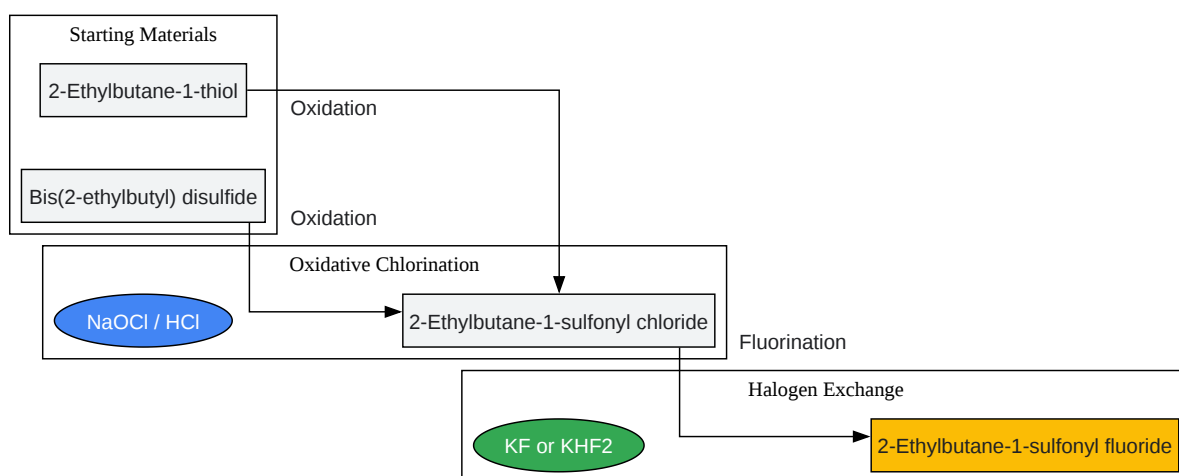 Starting Materials
2-Ethylbutane-1-thiol
Oxidation
Bis(2-ethylbutyl) disulfide
Oxidation
Oxidative Chlorination
NaOCl / HCl
2-Ethylbutane-1-sulfonyl chloride
Fluorination
Halogen Exchange
KF or KHF2
2-Ethylbutane-1-sulfonyl fluoride